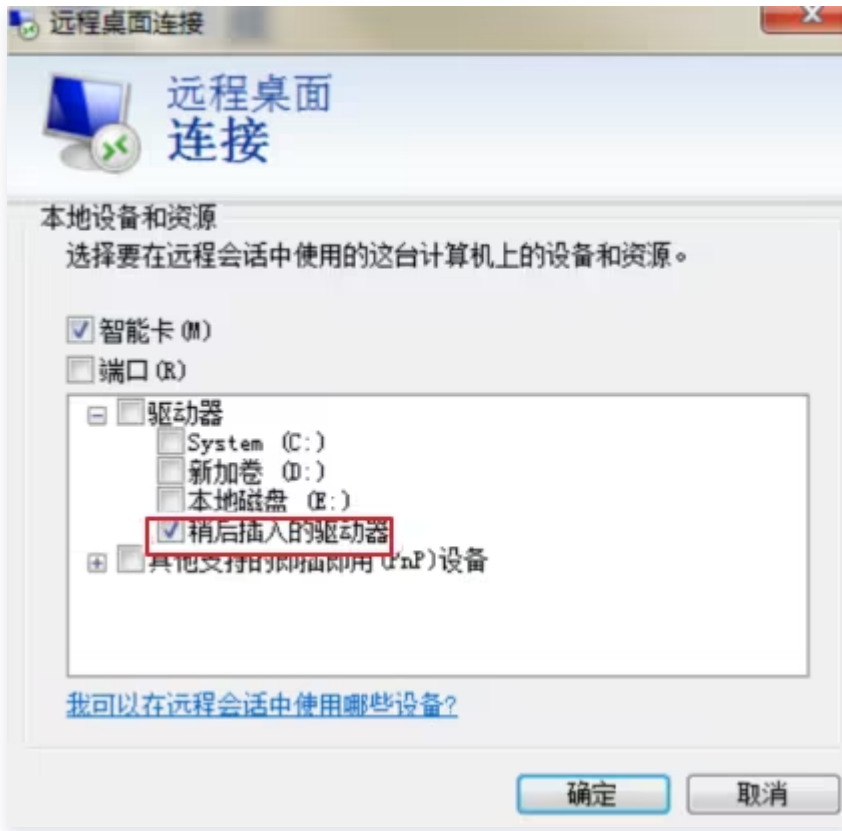 远程桌面连接
远程桌面
连接
本地设备和资源
选择要在远程会话中使用的这台计算机上的设备和资源。
智能卡(M)
端口(R)
驱动器
System (C:)
新加卷 (D:)
本地磁盘 (E:)
稍后插入的驱动器
其他支持的即插即用(PnP)设备
我可以在远程会话中使用哪些设备?
确定
取消